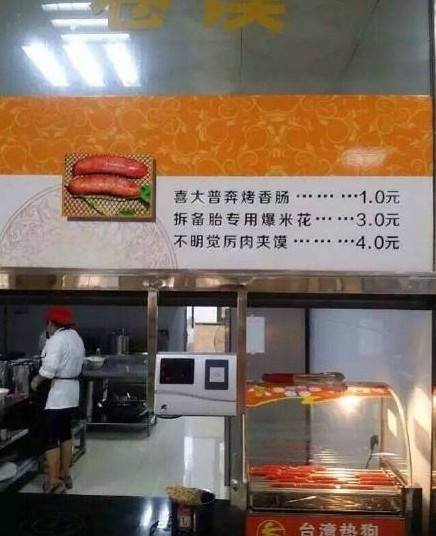 喜大普奔烤香肠………… 1.0元
拆备胎专用爆米花……… 3.0元
不明觉厉肉夹馍………… 4.0元
台湾热狗